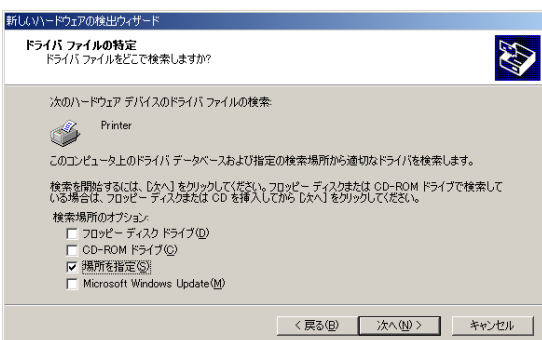 新しいハードウェアの検出ウィザード
ドライバ ファイルの特定
ドライバ ファイルをどこで検索しますか?
次のハードウェア デバイスのドライバ ファイルの検索:
Printer
このコンピュータ上のドライバ データベースおよび指定の検索場所から適切なドライバを検索します。
検索を開始するには、[次へ] をクリックしてください。フロッピー ディスクまたは CD-ROM ドライブで検索して
いる場合は、フロッピー ディスクまたは CD を挿入してから [次へ] をクリックしてください。
検索場所のオプション:
フロッピー ディスク ドライブ(D)
CD-ROM ドライブ(C)
場所を指定(S)
Microsoft Windows Update(M)
< 戻る(B)
次へ(N) >
キャンセル